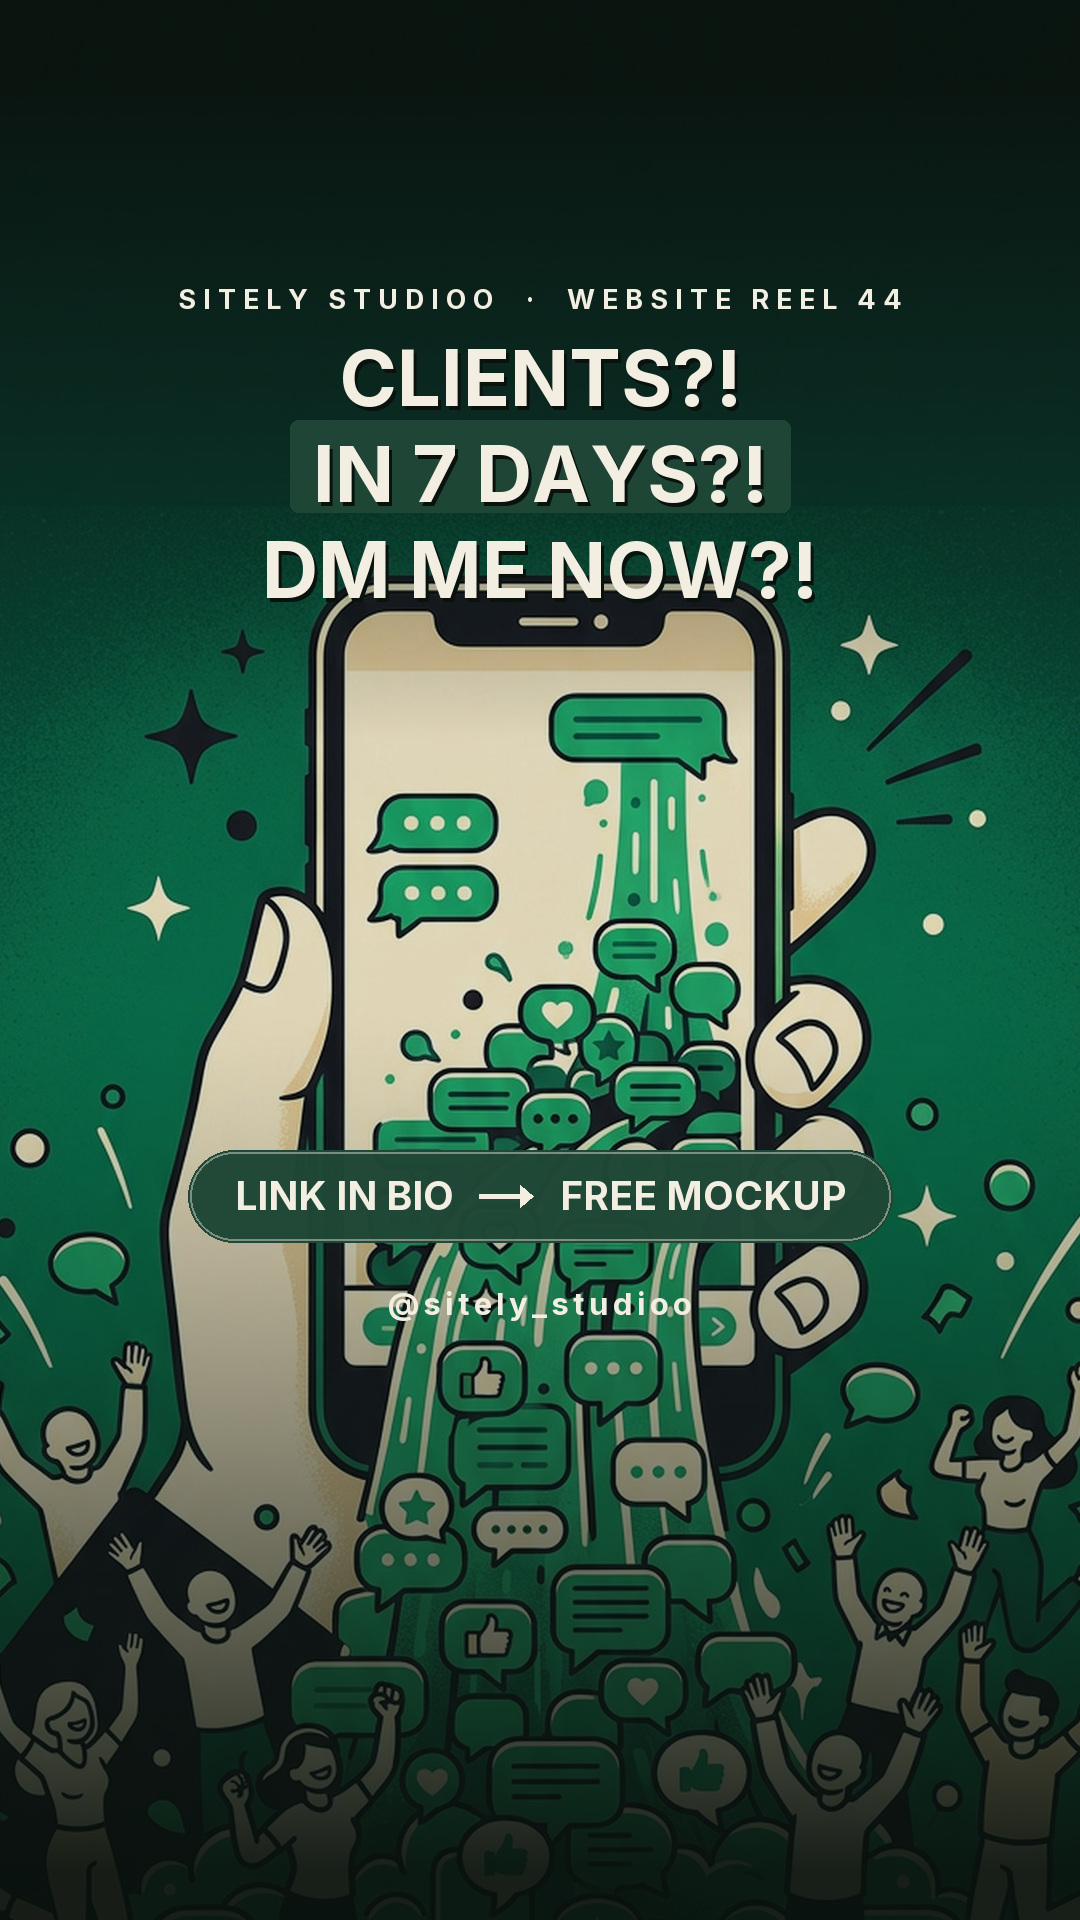 SITELY STUDIOO · WEBSITE REEL 44
CLIENTS?!
IN 7 DAYS?!
DM ME NOW?!
LINK IN BIO → FREE MOCKUP
@sitely_studioo